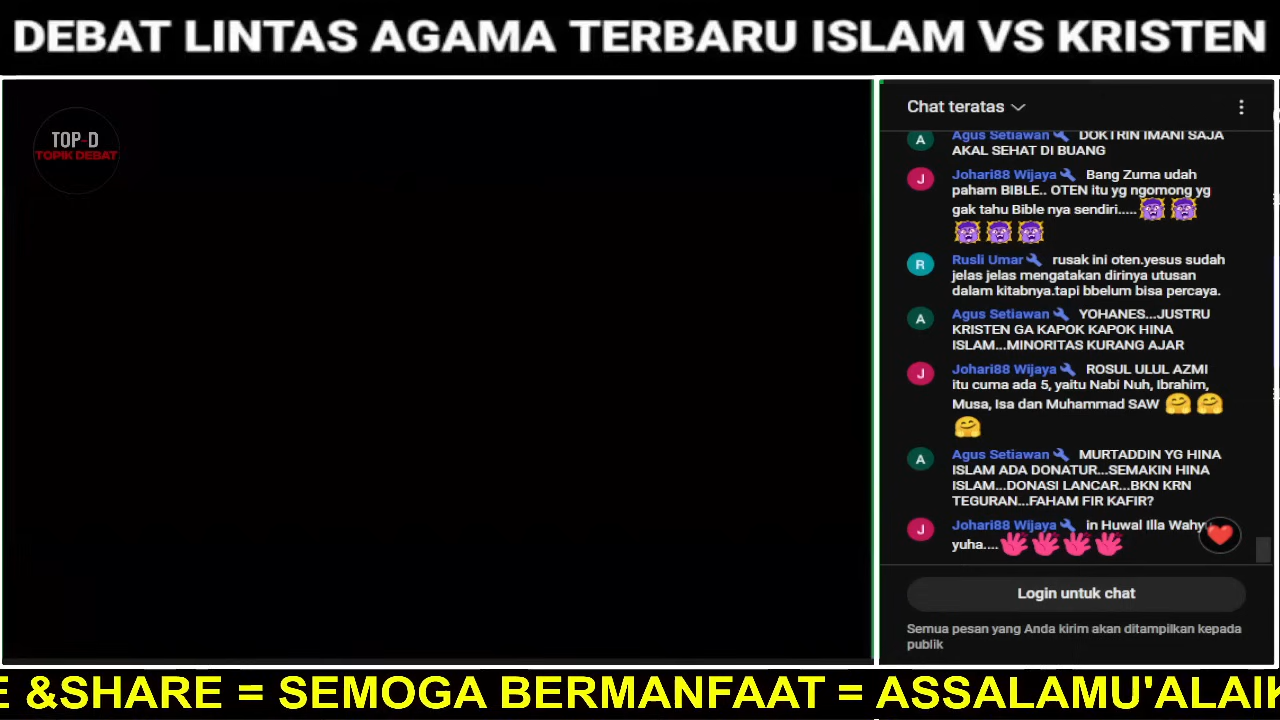 DEBAT LINTAS AGAMA TERBARU ISLAM VS KRISTEN
TOP-D
TOPIK DEBAT
Chat teratas
A
Agus Setiawan DOKTRIN IMANI SAJA
AKAL SEHAT DI BUANG
J
Johari88 Wijaya Bang Zuma udah
paham BIBLE.. OTEN itu yg ngomong yg
gak tahu Bible nya sendiri.....
R
Rusli Umar rusak ini oten.yesus sudah
jelas jelas mengatakan dirinya utusan
dalam kitabnya.tapi bbelum bisa percaya.
A
Agus Setiawan YOHANES...JUSTRU
KRISTEN GA KAPOK KAPOK HINA
ISLAM...MINORITAS KURANG AJAR
J
Johari88 Wijaya ROSUL ULUL AZMI
itu cuma ada 5, yaitu Nabi Nuh, Ibrahim,
Musa, Isa dan Muhammad SAW
A
Agus Setiawan MURTADDIN YG HINA
ISLAM ADA DONATUR...SEMAKIN HINA
ISLAM...DONASI LANCAR...BKN KRN
TEGURAN...FAHAM FIR KAFIR?
J
Johari88 Wijaya in Huwal Illa Wahyu
yuha....
Login untuk chat
Semua pesan yang Anda kirim akan ditampilkan kepada
publik
E &SHARE = SEMOGA BERMANFAAT = ASSALAMU'ALAIK